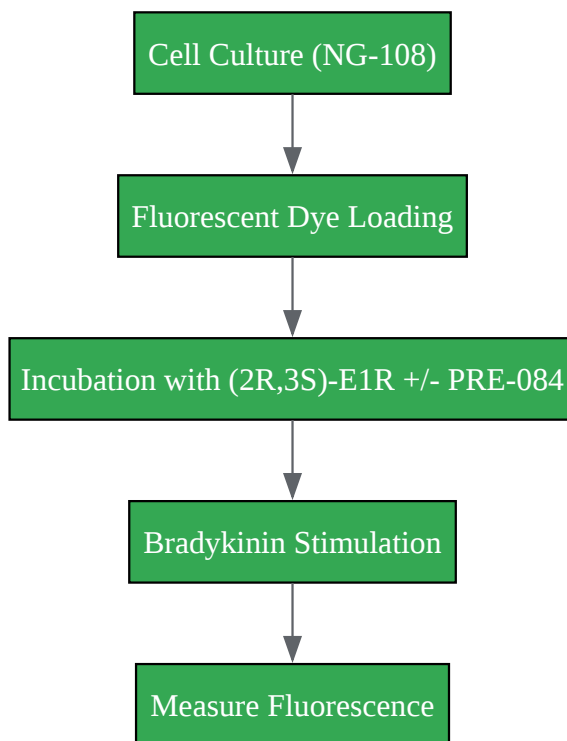 Cell Culture (NG-108)
Fluorescent Dye Loading
Incubation with (2R,3S)-E1R +/- PRE-084
Bradykinin Stimulation
Measure Fluorescence